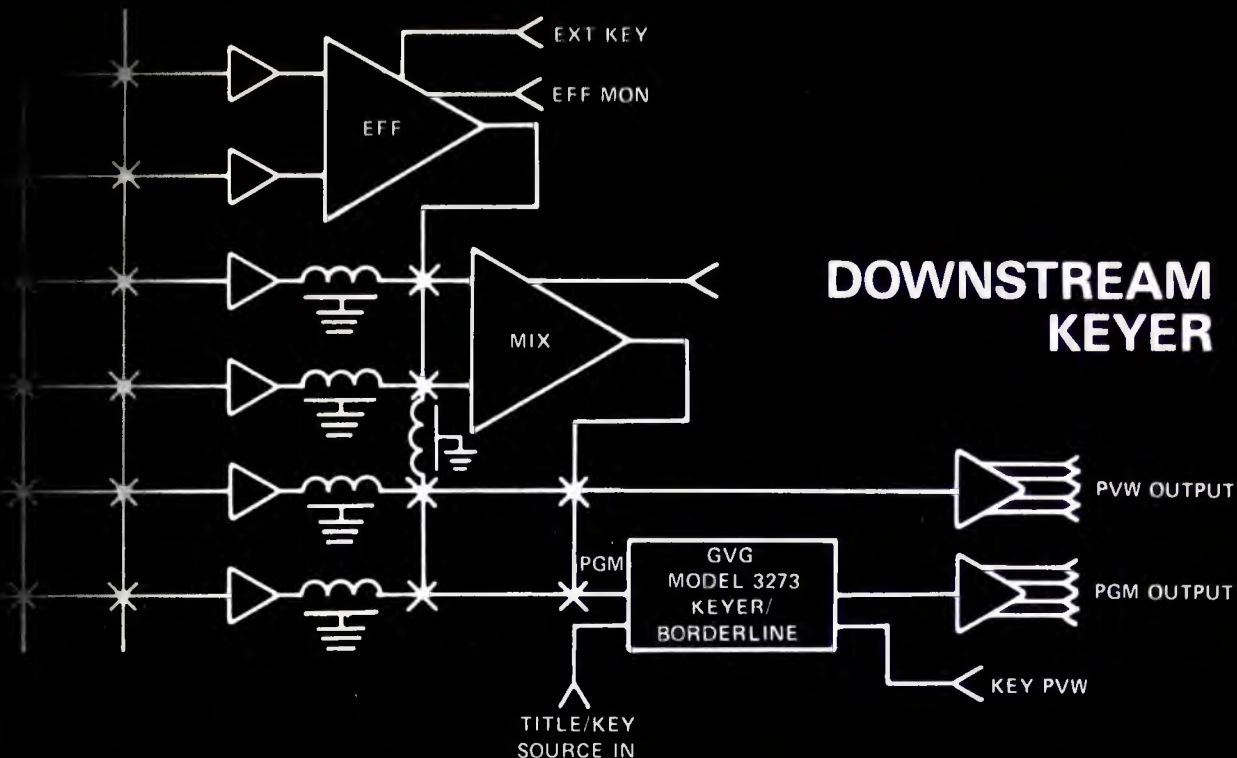 EXT KEY
EFF MON
EFF
DOWNSTREAM
KEYER
MIX
PVW OUTPUT
PGM
GVG
MODEL 3273
KEYER/
BORDERLINE
PGM OUTPUT
KEY PVW
TITLE/KEY
SOURCE IN